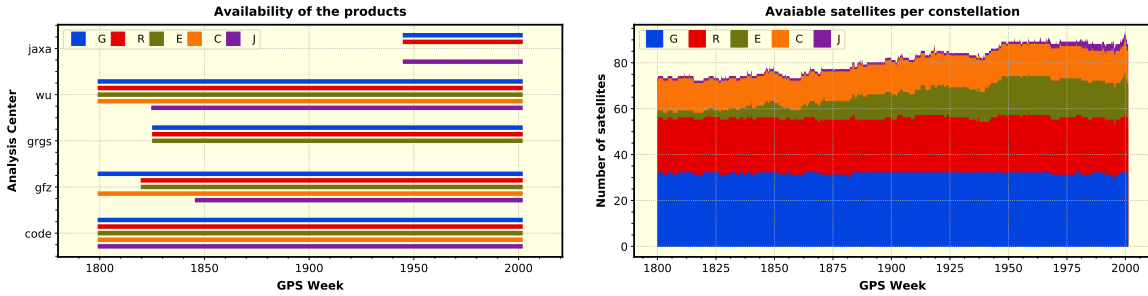 Availability of the products
G R E C J
Analysis Center
jaxa
wu
grgs
gfz
code
1800 1850 1900 1950 2000
GPS Week
Avaiable satellites per constellation
G R E C J
Number of satellites
80
60
40
20
0
1800 1825 1850 1875 1900 1925 1950 1975 2000
GPS Week